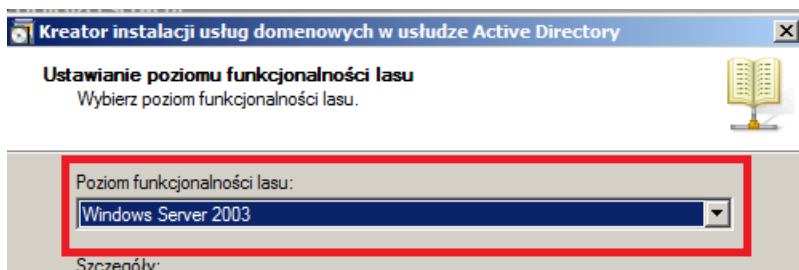 Kreator instalacji usług domenowych w usłudze Active Directory
Ustawianie poziomu funkcjonalności lasu
Wybierz poziom funkcjonalności lasu.
Poziom funkcjonalności lasu:
Windows Server 2003
Szczegóły: